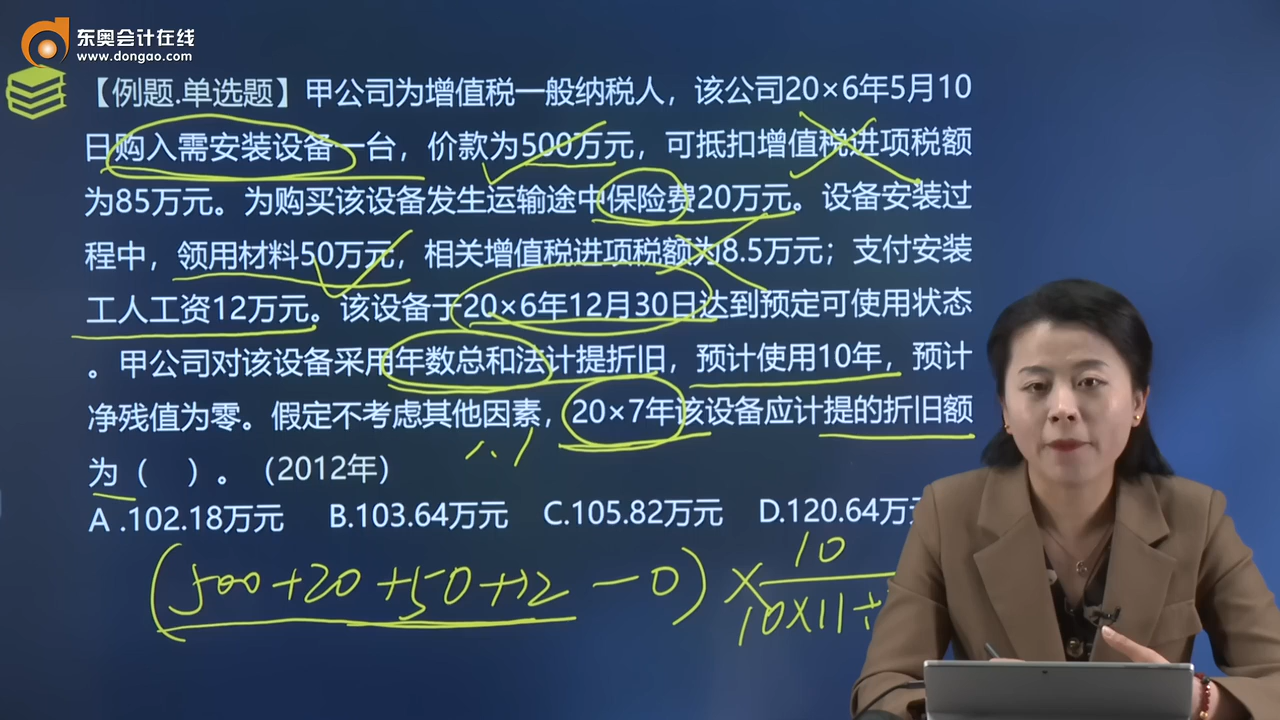 东奥会计在线
www.dongao.com
【例题.单选题】甲公司为增值税一般纳税人，该公司20×6年5月10
日购入需安装设备一台，价款为500万元，可抵扣增值税进项税额
为85万元。为购买该设备发生运输途中保险费20万元。设备安装过
程中，领用材料50万元，相关增值税进项税额为8.5万元；支付安装
工人工资12万元。该设备于20×6年12月30日达到预定可使用状态
。甲公司对该设备采用年数总和法计提折旧，预计使用10年，预计
净残值为零。假定不考虑其他因素，20×7年该设备应计提的折旧额
为（ ）。（2012年）
A .102.18万元 B.103.64万元 C.105.82万元 D.120.64万
(500+20+50+12-0)×10
10×11÷